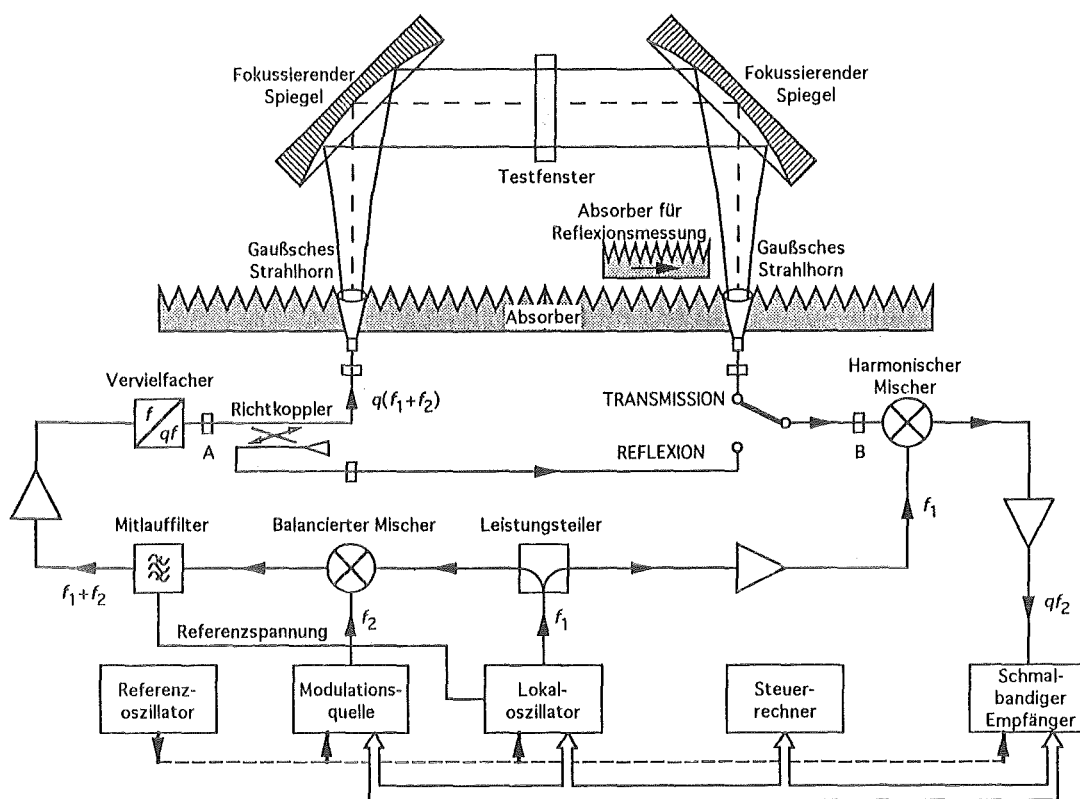 Fokussierender
Spiegel
Fokussierender
Spiegel
Testfenster
Absorber für
Reflexionsmessung
Gaußsches
Strahlhorn
Gaußsches
Strahlhorn
Absorber
Vervielfacher
f
qf
A
Richtkoppler
q(f₁+f₂)
TRANSMISSION
REFLEXION
B
Harmonischer
Mischer
f₁
Mitlauffilter
Balancierter Mischer
Leistungsteiler
f₁+f₂
f₂
f₁
qf₂
Referenzspannung
Referenz-
oszillator
Modulations-
quelle
Lokal-
oszillator
Steuer-
rechner
Schmal-
bandiger
Empfänger